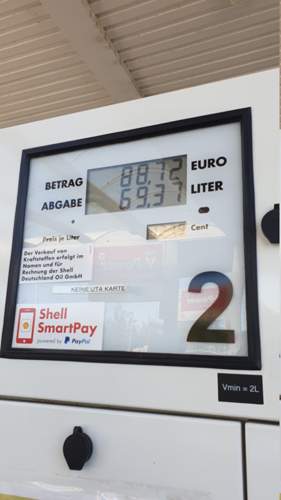 BETRAG 88.72 EURO
ABGABE 69.37 LITER
Preis je Liter Cent
Der Verkauf von
Kraftstoffen erfolgt im
Namen und für
Rechnung der Shell
Deutschland Oil GmbH
KEINE UTA KARTE
2
Shell
SmartPay
powered by PayPal
Vmin = 2L